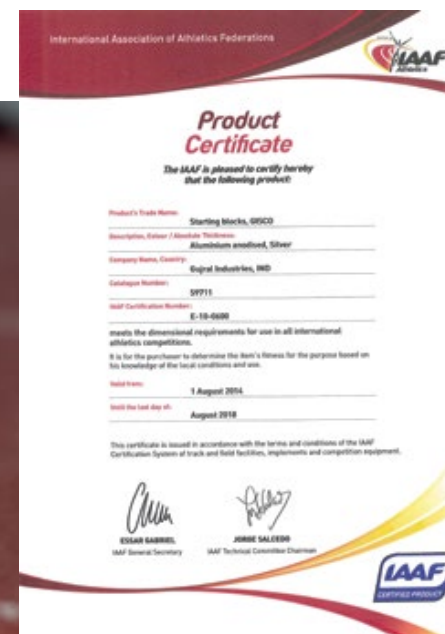 International Association of Athletics Federations
IAAF
Athletics
Product
Certificate
The IAAF is pleased to certify hereby
that the following product:
Product's Trade Name:
Starting blocks, GISCO
Description, Colour / Absolute Thickness:
Aluminium anodised, Silver
Company Name, Country:
Gujral Industries, IND
Catalogue Number:
59711
IAAF Certification Number:
E-10-0600
meets the dimensional requirements for use in all international
athletics competitions.
It is for the purchaser to determine the item's fitness for the purpose based on
his knowledge of the local conditions and use.
Valid from:
1 August 2014
Until the last day of:
August 2018
This certificate is issued in accordance with the terms and conditions of the IAAF
Certification System of track and field facilities, implements and competition equipment.
ESSAR GABRIEL
IAAF General Secretary
JORGE SALCEDO
IAAF Technical Committee Chairman
IAAF
CERTIFIED PRODUCT